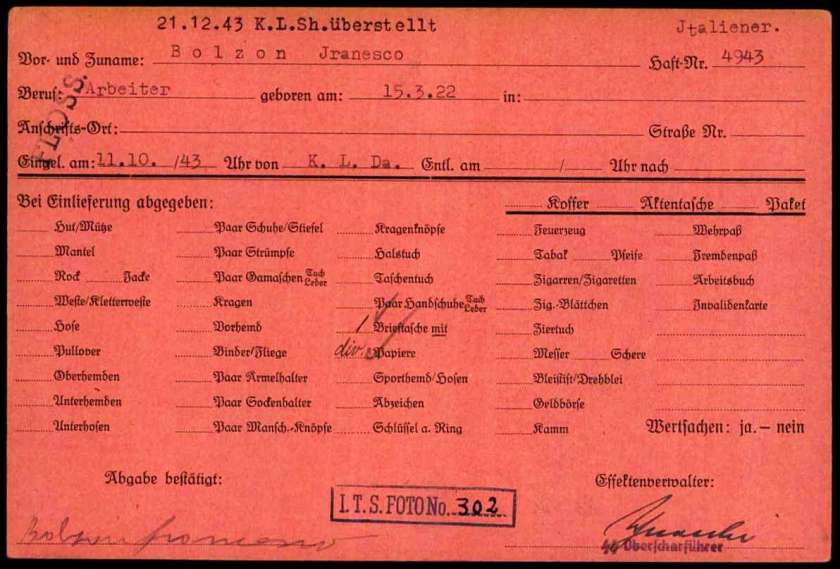 21.12.43 K.L.Sh.überstellt Jtaliener.
Vor- und Zuname: Bolzon Jranesco Haft-Nr. 4943
Beruf: Arbeiter geboren am: 15.3.22 in:
FLOSS.
Anschrifts-Ort: Straße Nr.
Eingel. am: 11.10. /43 Uhr von K. L. Da. Entl. am / Uhr nach
Bei Einlieferung abgegeben: Koffer Aktentasche Paket
Hut/Mütze Paar Schuhe/Stiefel Kragenknöpfe Feuerzeug Wehrpaß
Mantel Paar Strümpfe Halstuch Tabak Pfeife Fremdenpaß
Rock Jacke Paar Gamaschen Tuch Leder Taschentuch Zigarren/Zigaretten Arbeitsbuch
Weste/Kletterweste Kragen Paar Handschuhe Tuch Leder Zig.-Blättchen Invalidenkarte
Hose Vorhemd 1 Brieftasche mit Ziertuch
Pullover Binder/Fliege div. Papiere Messer Schere
Oberhemden Paar Ärmelhalter Sporthemd/Hosen Bleistift/Drehblei
Unterhemden Paar Sockenhalter Abzeichen Geldbörse
Unterhosen Paar Mansch.-Knöpfe Schlüssel a. Ring Kamm Wertsachen: ja. — nein
Abgabe bestätigt: Effektenverwalter:
I.T.S. FOTO No. 302
Bolzon
Oberscharführer